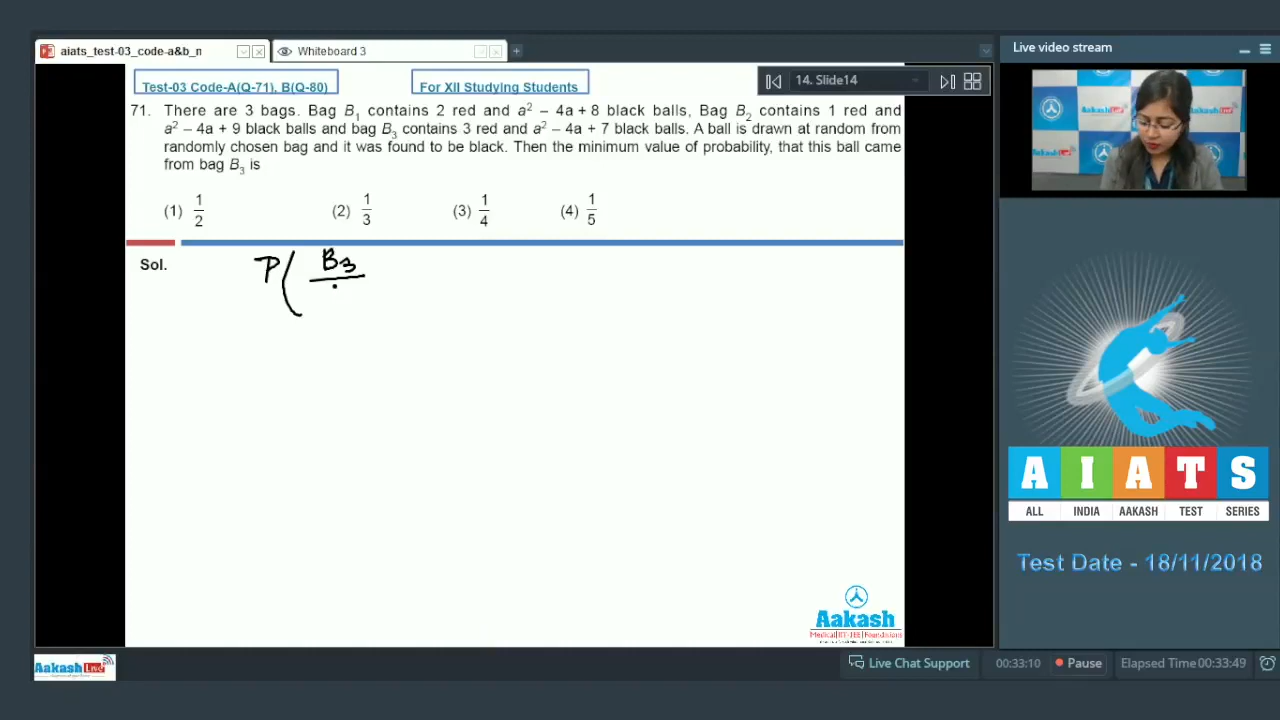 aiats_test-03_code-a&b_n
Whiteboard 3
Live video stream
Test-03 Code-A(Q-71), B(Q-80)
For XII Studying Students
14. Slide14
71. There are 3 bags. Bag B₁ contains 2 red and a² – 4a + 8 black balls, Bag B₂ contains 1 red and
a² – 4a + 9 black balls and bag B₃ contains 3 red and a² – 4a + 7 black balls. A ball is drawn at random from
randomly chosen bag and it was found to be black. Then the minimum value of probability, that this ball came
from bag B₃ is
(1) 1/2 (2) 1/3 (3) 1/4 (4) 1/5
Sol.
P( B₃
A I A T S
ALL INDIA AAKASH TEST SERIES
Test Date - 18/11/2018
Aakash
Medical|IIT-JEE|Foundations
Aakash Live
Live Chat Support
00:33:10
Pause
Elapsed Time 00:33:49